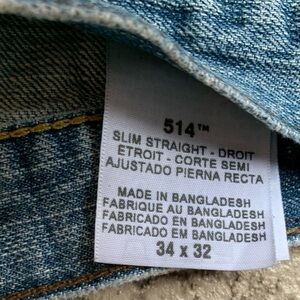 514™
SLIM STRAIGHT - DROIT
ETROIT - CORTE SEMI
AJUSTADO PIERNA RECTA
MADE IN BANGLADESH
FABRIQUE AU BANGLADESH
FABRICADO EN BANGLADESH
FABRICADO EM BANGLADESH
34 x 32